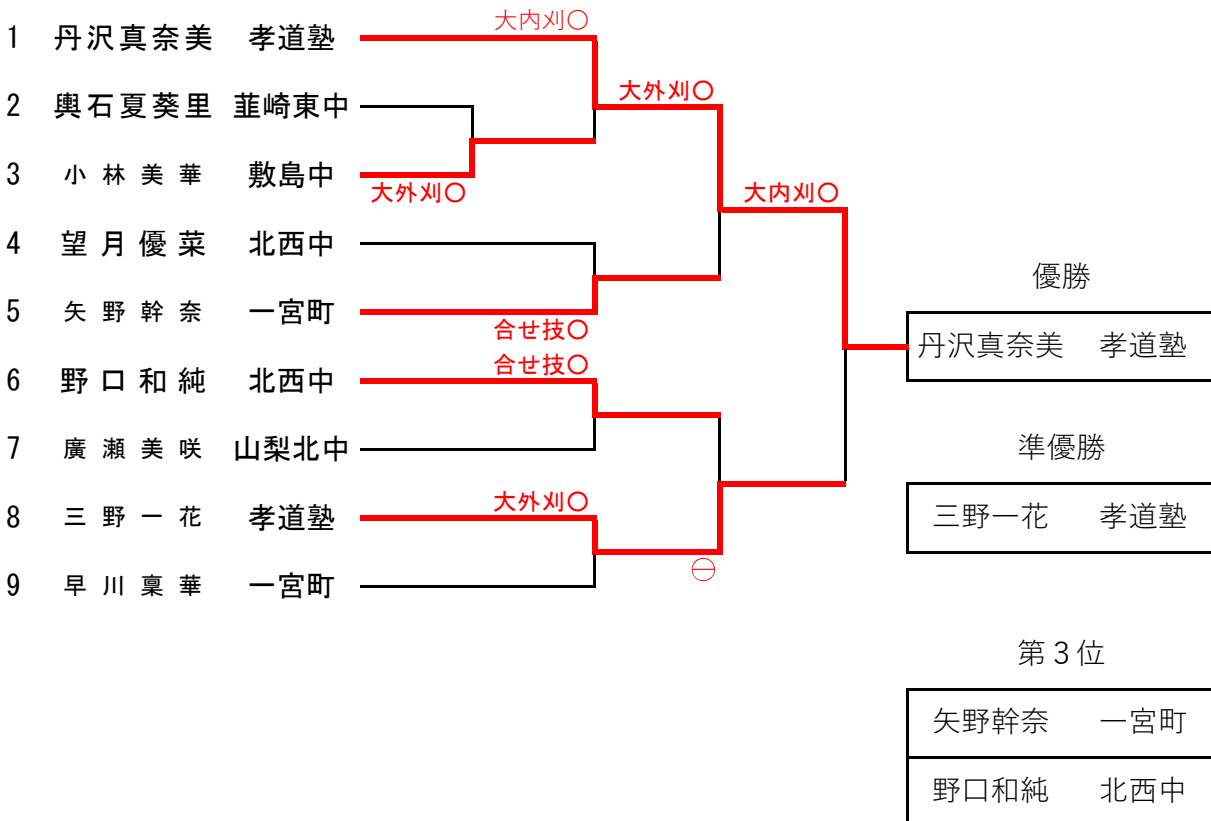 大内刈〇
1 丹沢真奈美 孝道塾
大外刈〇
2 輿石夏葵里 韮崎東中
3 小林美華 敷島中
大外刈〇
大内刈〇
4 望月優菜 北西中
優勝
5 矢野幹奈 一宮町
合せ技〇
丹沢真奈美 孝道塾
合せ技〇
6 野口和純 北西中
7 廣瀬美咲 山梨北中
準優勝
大外刈〇
8 三野一花 孝道塾
三野一花 孝道塾
㊀
9 早川稟華 一宮町
第3位
矢野幹奈 一宮町
野口和純 北西中